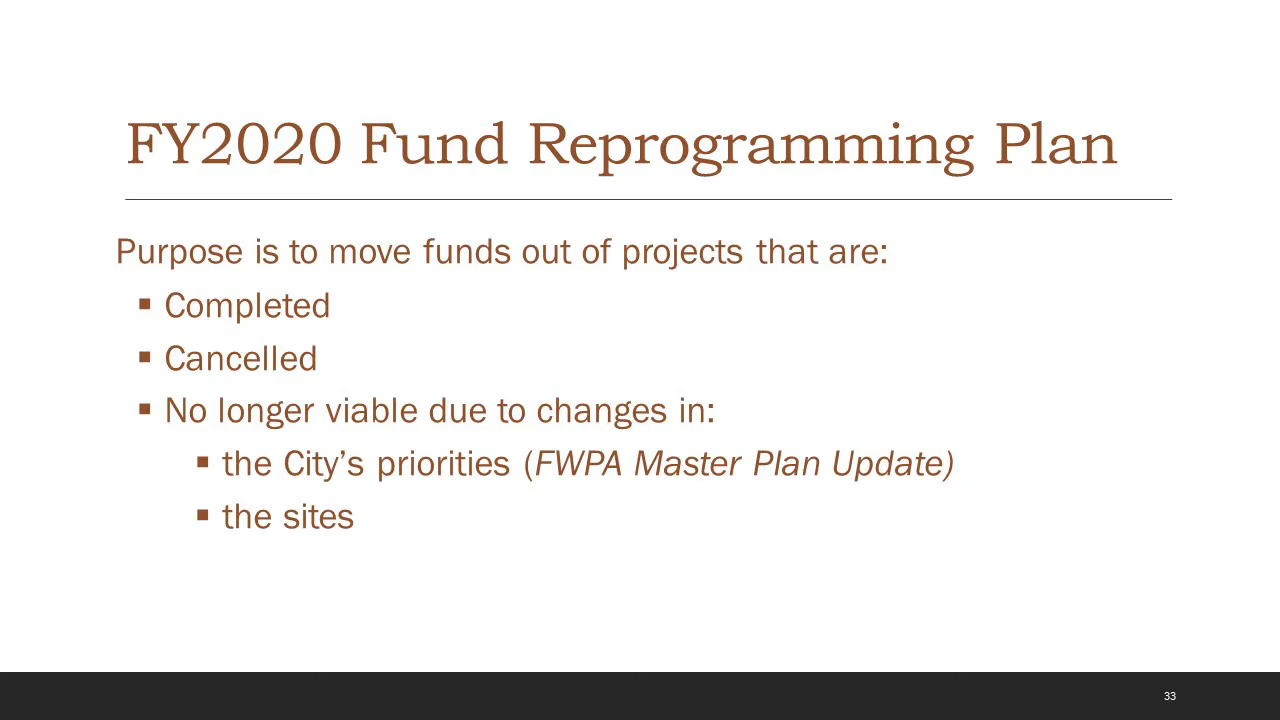 FY2020 Fund Reprogramming Plan
Purpose is to move funds out of projects that are:
▪ Completed
▪ Cancelled
▪ No longer viable due to changes in:
▪ the City’s priorities (FWPA Master Plan Update)
▪ the sites
33